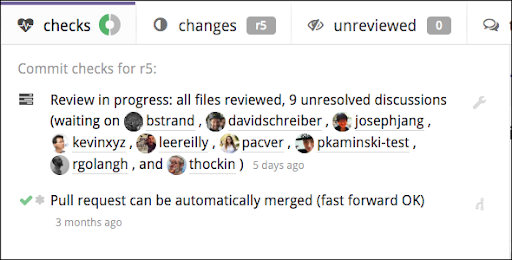 checks changes r5 unreviewed 0
Commit checks for r5:
Review in progress: all files reviewed, 9 unresolved discussions
(waiting on bstrand , davidschreiber , josephjang ,
kevinxyz , leereilly , pacver , pkaminski-test ,
rgolangh , and thockin ) 5 days ago
Pull request can be automatically merged (fast forward OK)
3 months ago